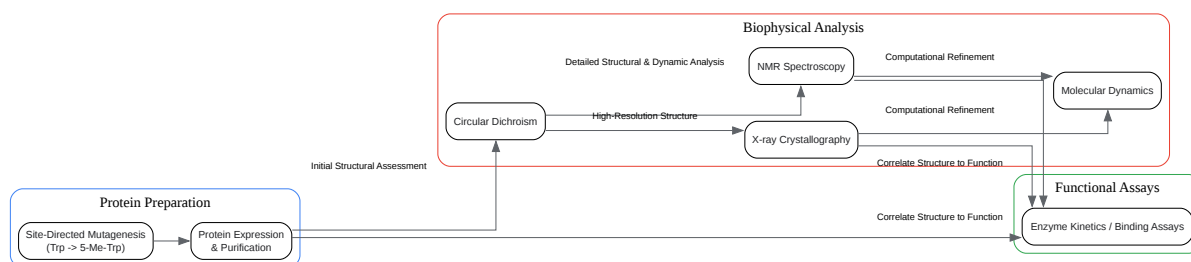 Biophysical Analysis
Detailed Structural & Dynamic Analysis
NMR Spectroscopy
Computational Refinement
Molecular Dynamics
Circular Dichroism
High-Resolution Structure
Computational Refinement
X-ray Crystallography
Initial Structural Assessment
Correlate Structure to Function
Protein Preparation
Functional Assays
Site-Directed Mutagenesis
(Trp -> 5-Me-Trp)
Protein Expression
& Purification
Correlate Structure to Function
Enzyme Kinetics / Binding Assays